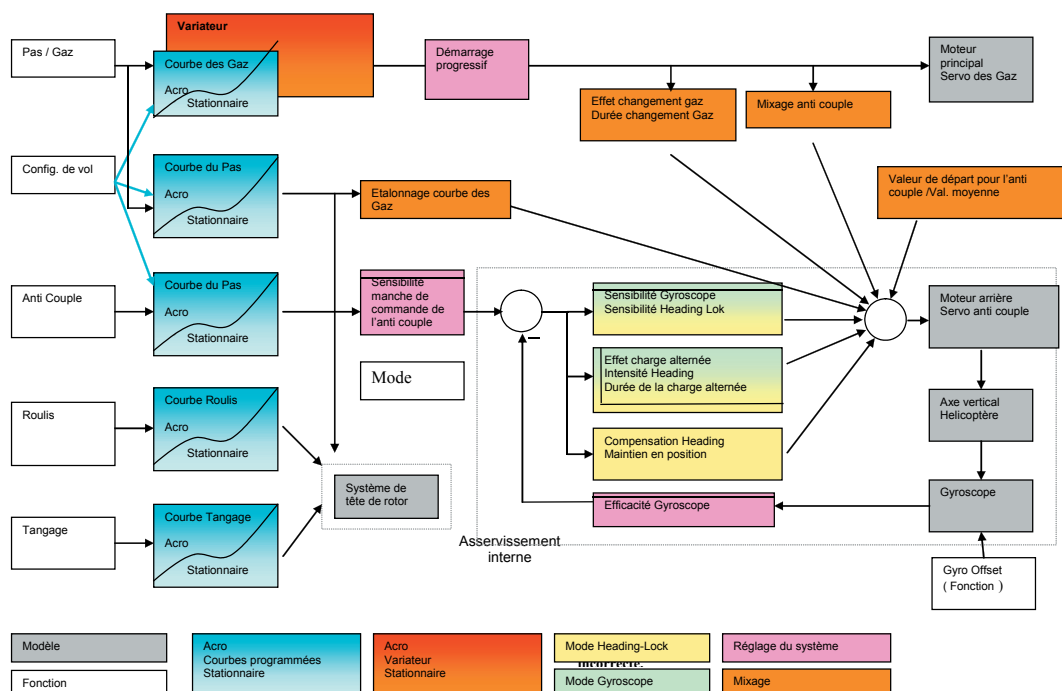 Variateur
Pas / Gaz
Courbe des Gaz
Acro
Stationnaire
Démarrage
progressif
Moteur
principal
Servo des Gaz
Effet changement gaz
Durée changement Gaz
Mixage anti couple
Config. de vol
Courbe du Pas
Acro
Stationnaire
Etalonnage courbe des
Gaz
Valeur de départ pour l'anti
couple /Val. moyenne
Anti Couple
Courbe du Pas
Acro
Stationnaire
Sensibilité
manche de
commande de
l'anti couple
Sensibilité Gyroscope
Sensibilité Heading Lok
Moteur arrière
Servo anti couple
Mode
Effet charge alternée
Intensité Heading
Durée de la charge alternée
Axe vertical
Helicoptère
Roulis
Courbe Roulis
Acro
Stationnaire
Compensation Heading
Maintien en position
Système de
tête de rotor
Efficacité Gyroscope
Gyroscope
Tangage
Courbe Tangage
Acro
Stationnaire
Asservissement
interne
Gyro Offset
( Fonction )
Modèle
Fonction
Acro
Courbes programmées
Stationnaire
Acro
Variateur
Stationnaire
Mode Heading-Lock
incorrecte.
Mode Gyroscope
Réglage du système
Mixage